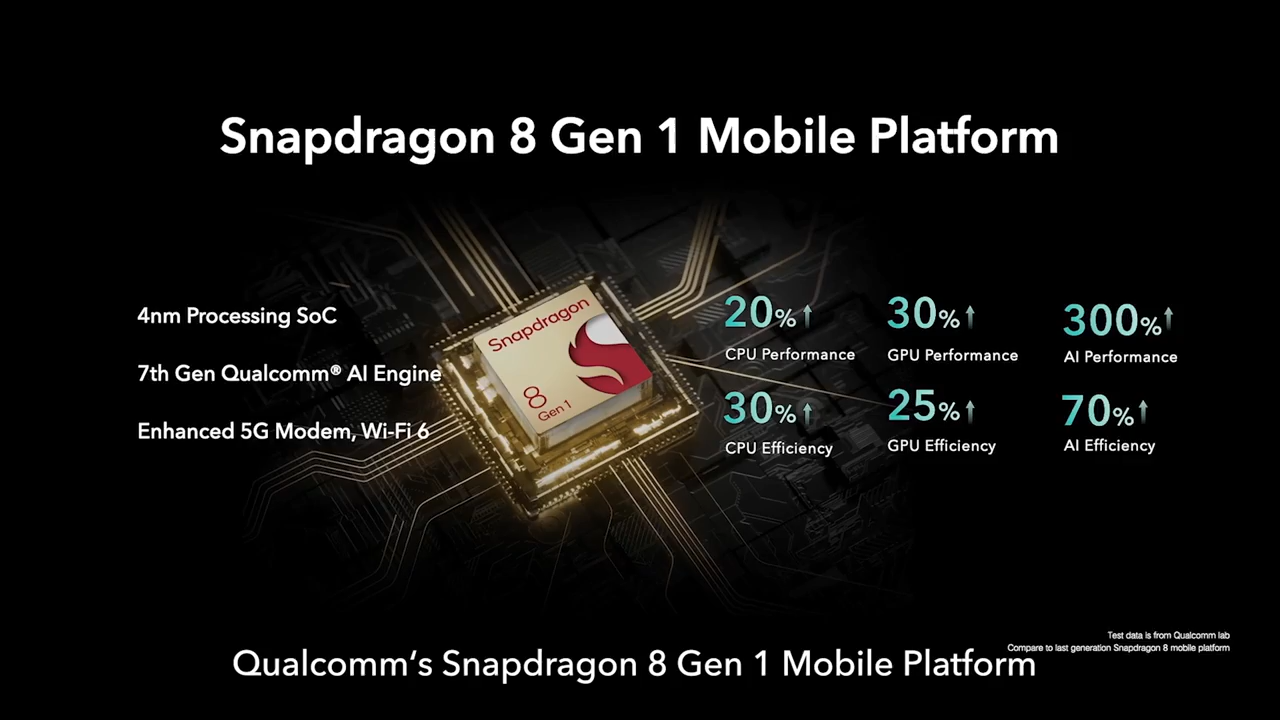 Snapdragon 8 Gen 1 Mobile Platform
4nm Processing SoC
7th Gen Qualcomm® AI Engine
Enhanced 5G Modem, Wi-Fi 6
Snapdragon
8
Gen 1
20%↑
CPU Performance
30%↑
GPU Performance
300%↑
AI Performance
30%↑
CPU Efficiency
25%↑
GPU Efficiency
70%↑
AI Efficiency
Test data is from Qualcomm lab
Compare to last generation Snapdragon 8 mobile platform
Qualcomm‘s Snapdragon 8 Gen 1 Mobile Platform